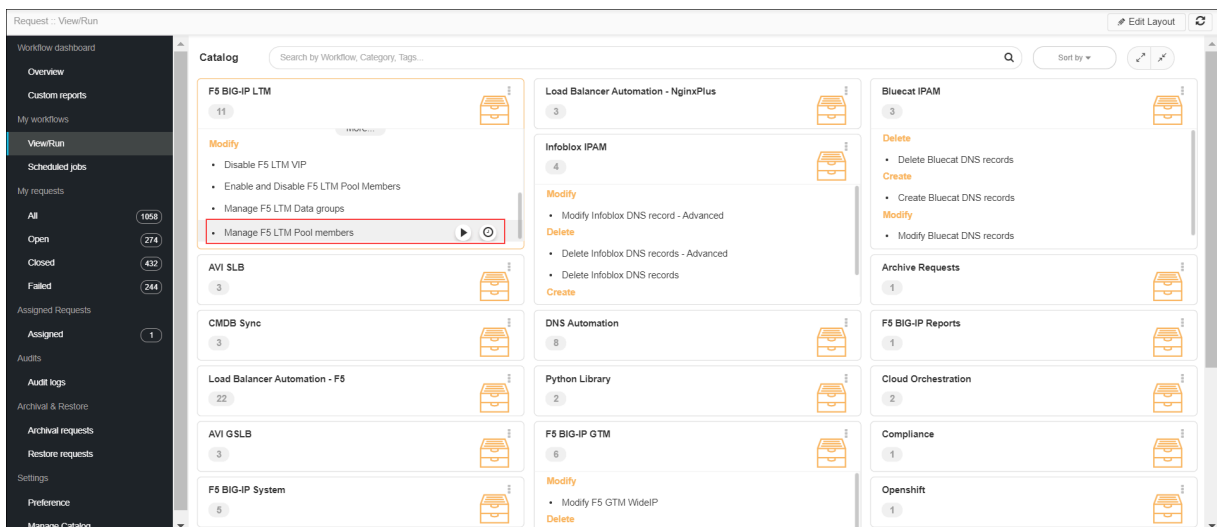 Request :: View/Run
Edit Layout
Workflow dashboard
Overview
Custom reports
My workflows
View/Run
Scheduled jobs
My requests
All 1058
Open 274
Closed 432
Failed 244
Assigned Requests
Assigned 1
Audits
Audit logs
Archival & Restore
Archival requests
Restore requests
Settings
Preference
Manage Catalog
Catalog
Search by Workflow, Category, Tags...
Sort by
F5 BIG-IP LTM
11
More...
Modify
• Disable F5 LTM VIP
• Enable and Disable F5 LTM Pool Members
• Manage F5 LTM Data groups
• Manage F5 LTM Pool members
AVI SLB
3
CMDB Sync
3
Load Balancer Automation - F5
22
AVI GSLB
3
F5 BIG-IP System
5
Load Balancer Automation - NginxPlus
3
Infoblox IPAM
4
Modify
• Modify Infoblox DNS record - Advanced
Delete
• Delete Infoblox DNS records - Advanced
• Delete Infoblox DNS records
Create
DNS Automation
8
Python Library
2
F5 BIG-IP GTM
6
Modify
• Modify F5 GTM WideIP
Delete
Bluecat IPAM
3
Delete
• Delete Bluecat DNS records
Create
• Create Bluecat DNS records
Modify
• Modify Bluecat DNS records
Archive Requests
1
F5 BIG-IP Reports
1
Cloud Orchestration
2
Compliance
1
Openshift
1